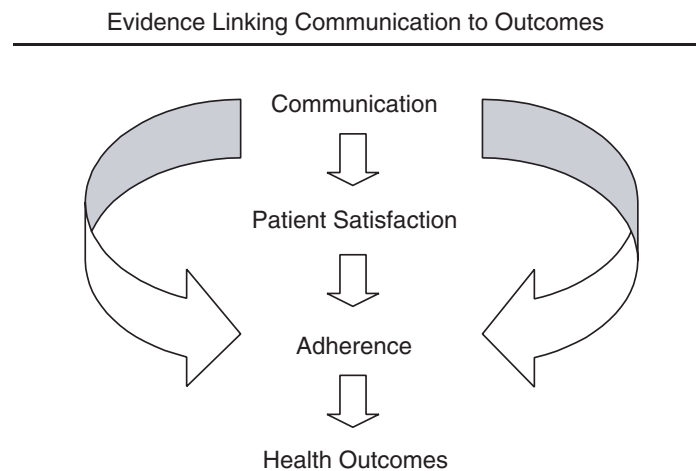 Evidence Linking Communication to Outcomes
Communication
Patient Satisfaction
Adherence
Health Outcomes